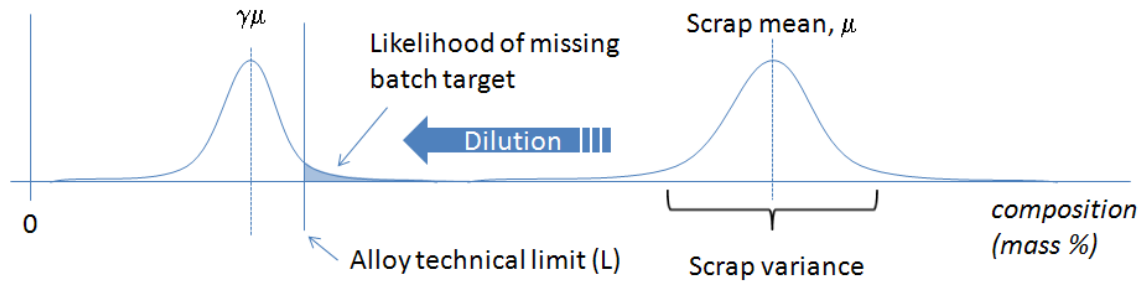 γμ
Scrap mean, μ
Likelihood of missing
batch target
Dilution
0
composition
(mass %)
Alloy technical limit (L)
Scrap variance